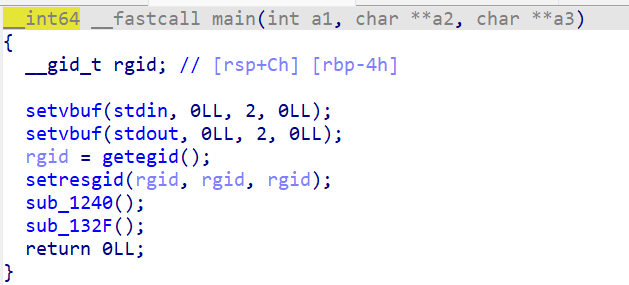 __int64 __fastcall main(int a1, char **a2, char **a3)
{
  __gid_t rgid; // [rsp+Ch] [rbp-4h]

  setvbuf(stdin, 0LL, 2, 0LL);
  setvbuf(stdout, 0LL, 2, 0LL);
  rgid = getegid();
  setresgid(rgid, rgid, rgid);
  sub_1240();
  sub_132F();
  return 0LL;
}